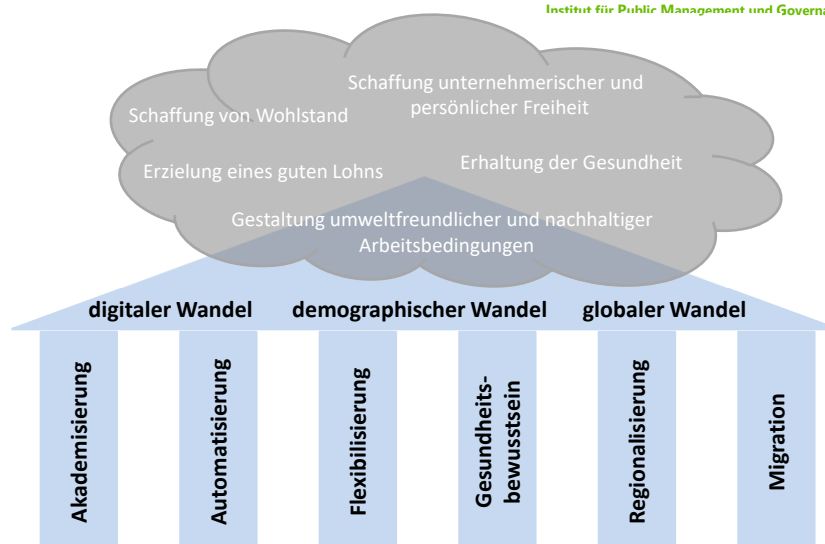 Institut für Public Management und
Schaffung unternehmerischer und
persönlicher Freiheit
Schaffung von Wohlstand
Erhaltung der Gesundheit
Erzielung eines guten Lohns
Gestaltung umweltfreundlicher und nachhaltiger
Arbeitsbedingungen
digitaler Wandel demographischer Wandel globaler Wandel
Akademisierung
Automatisierung
Flexibilisierung
Gesundheits-
bewusstsein
Regionalisierung
Migration